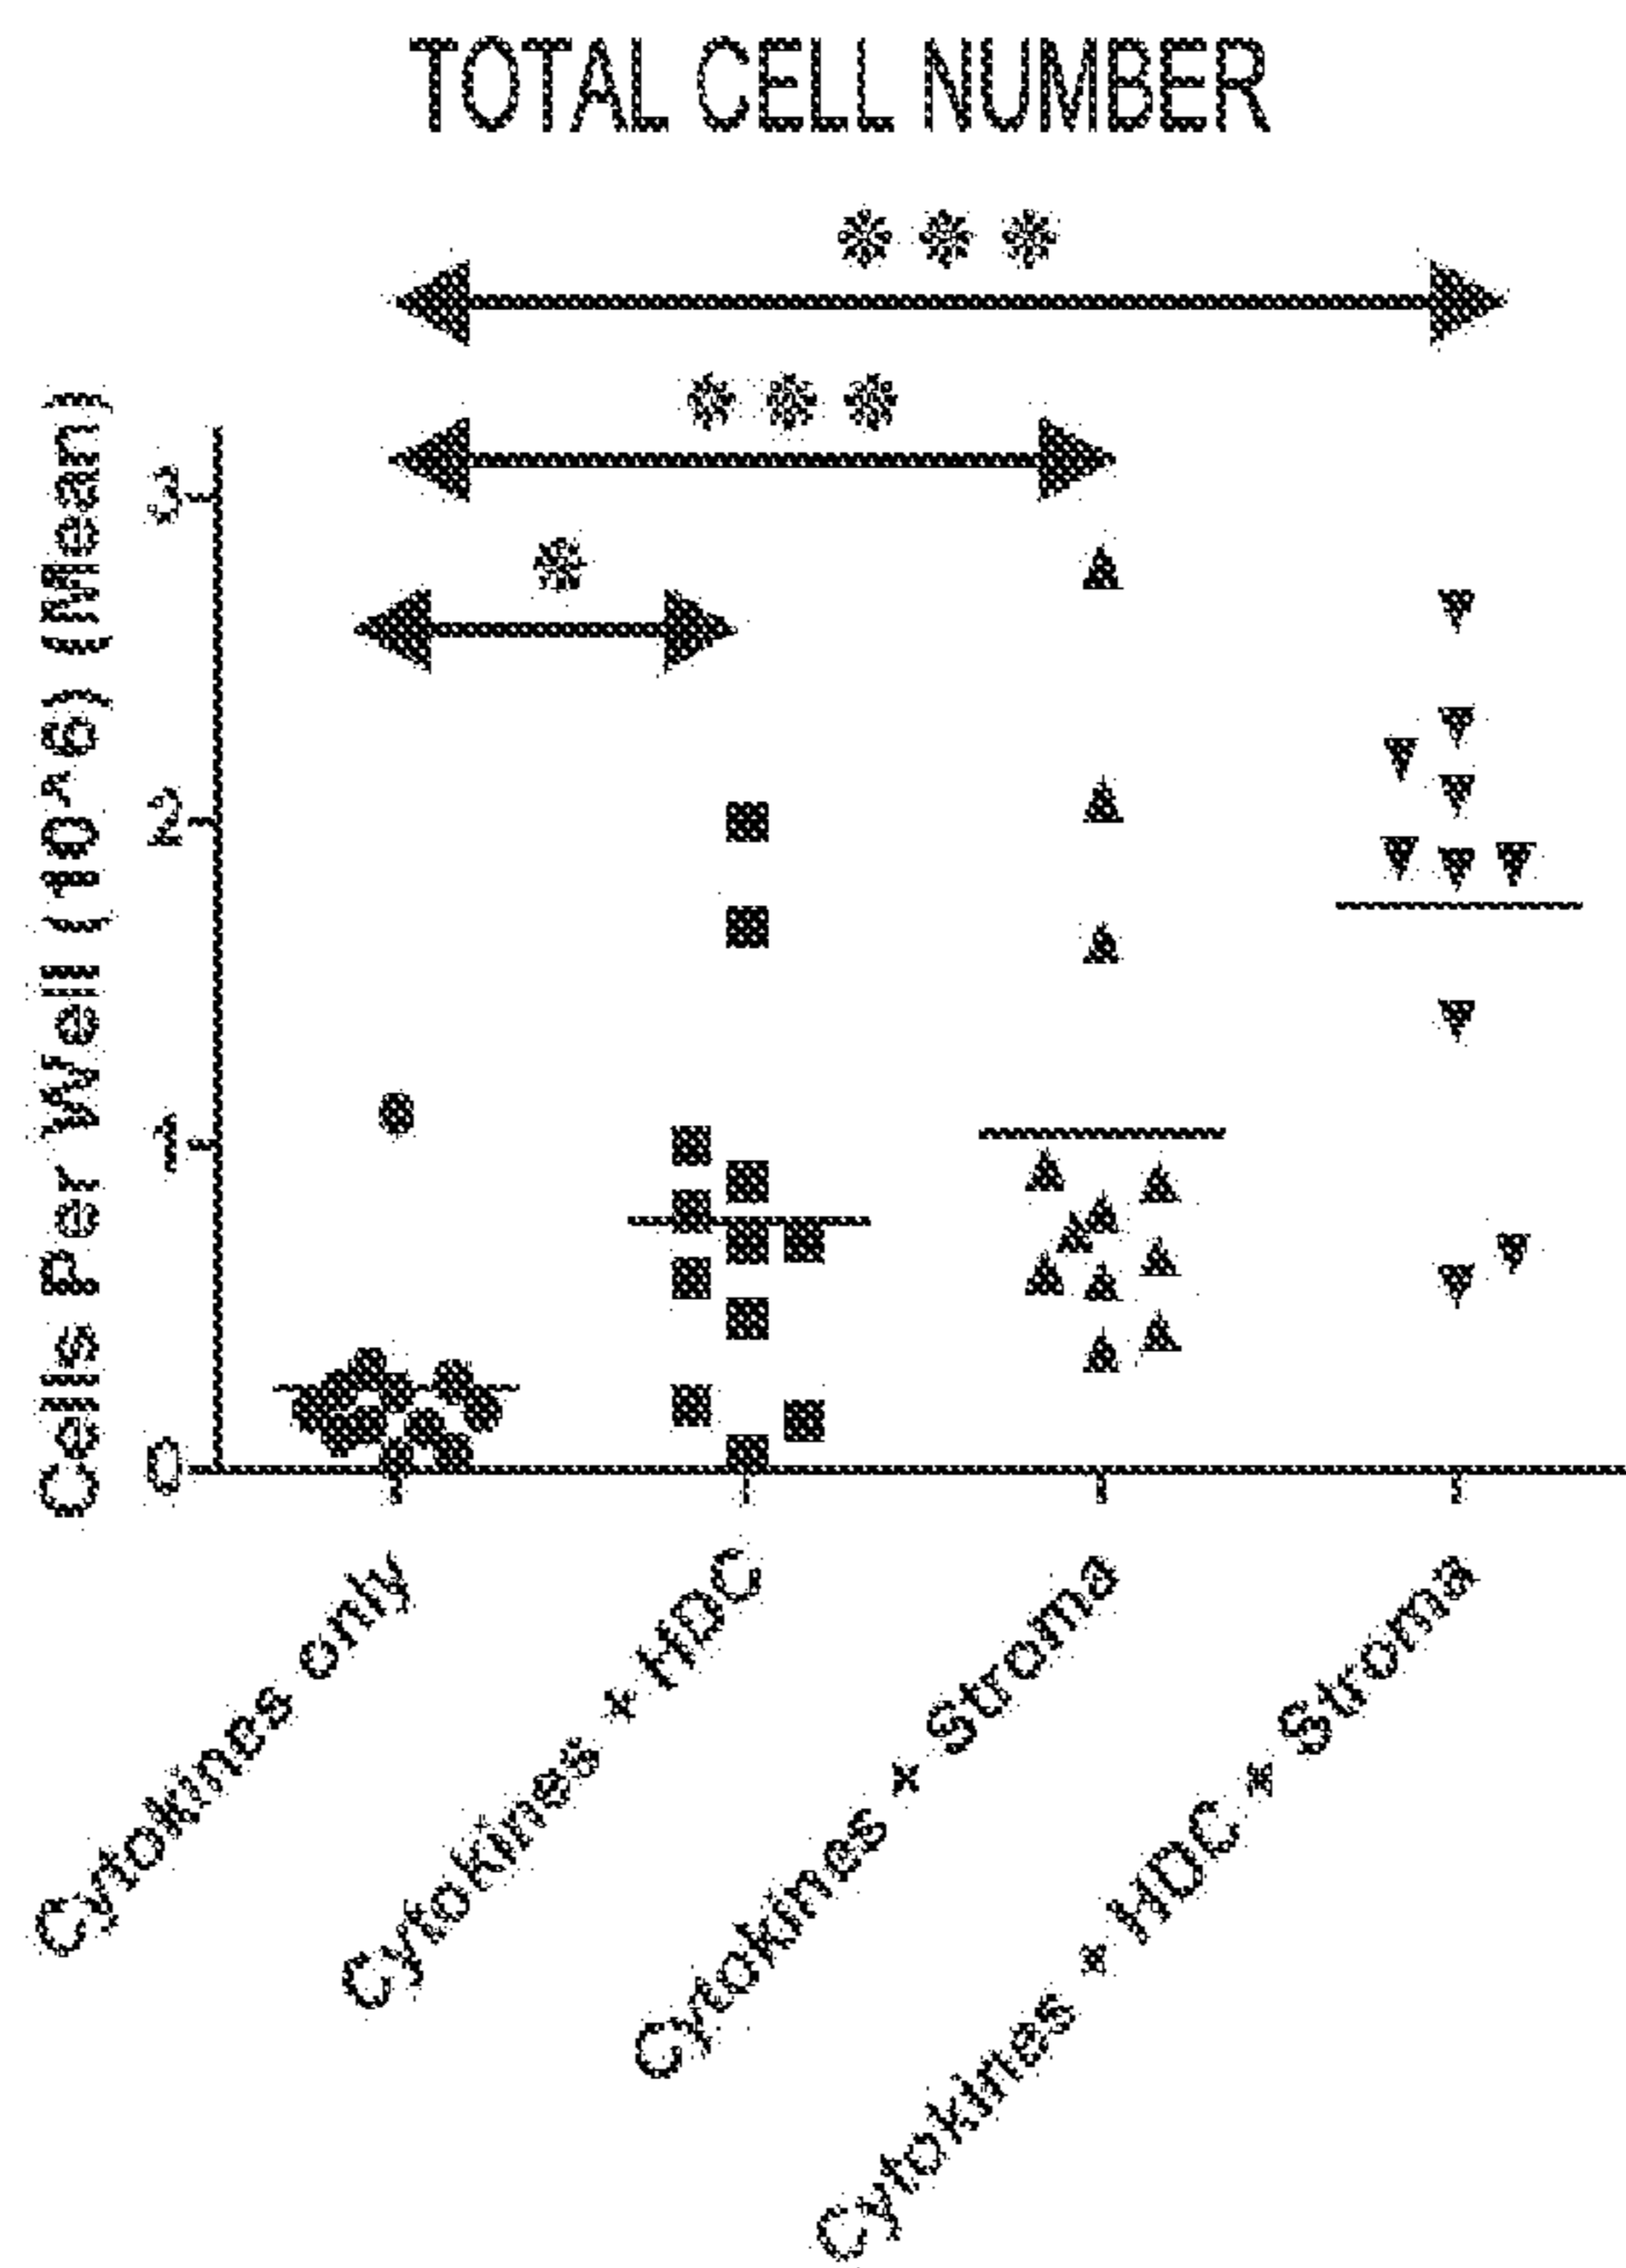 TOTAL CELL NUMBER
***
***
*
Cells Per Well (10^6) (Mean)
3
2
1
0
Cytokines only
Cytokines + HDC
Cytokines + Stroma
Cytokines + HDC + Stroma